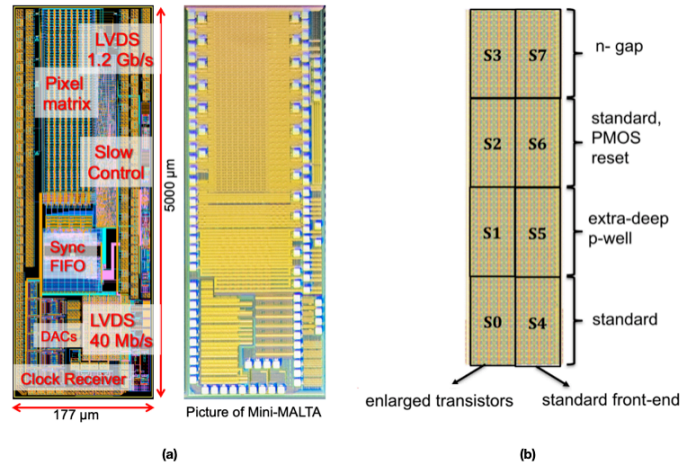 LVDS
1.2 Gb/s
Pixel
matrix
Slow
Control
Sync
FIFO
DACs
LVDS
40 Mb/s
Clock Receiver
5000 µm
177 µm
Picture of Mini-MALTA
(a)
S3 S7
n- gap
S2 S6
standard,
PMOS
reset
S1 S5
extra-deep
p-well
S0 S4
standard
enlarged transistors
standard front-end
(b)